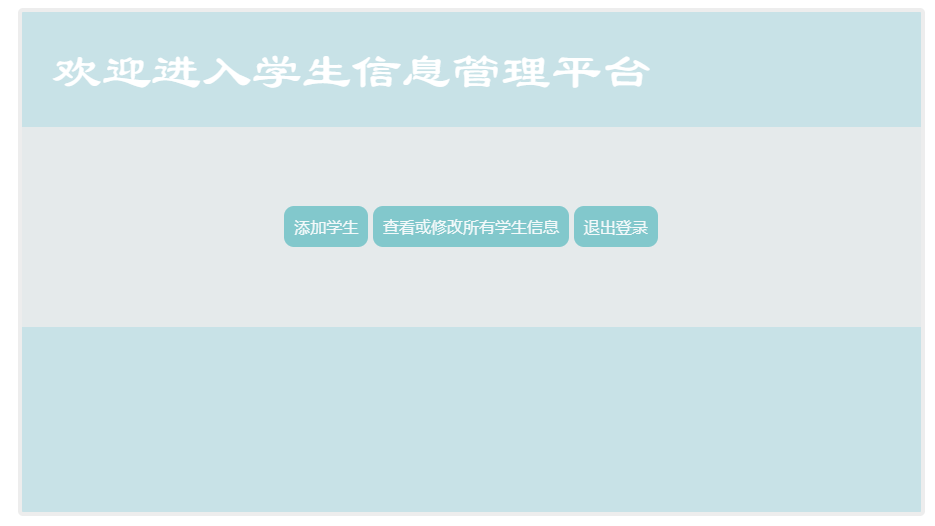 欢迎进入学生信息管理平台
添加学生 查看或修改所有学生信息 退出登录